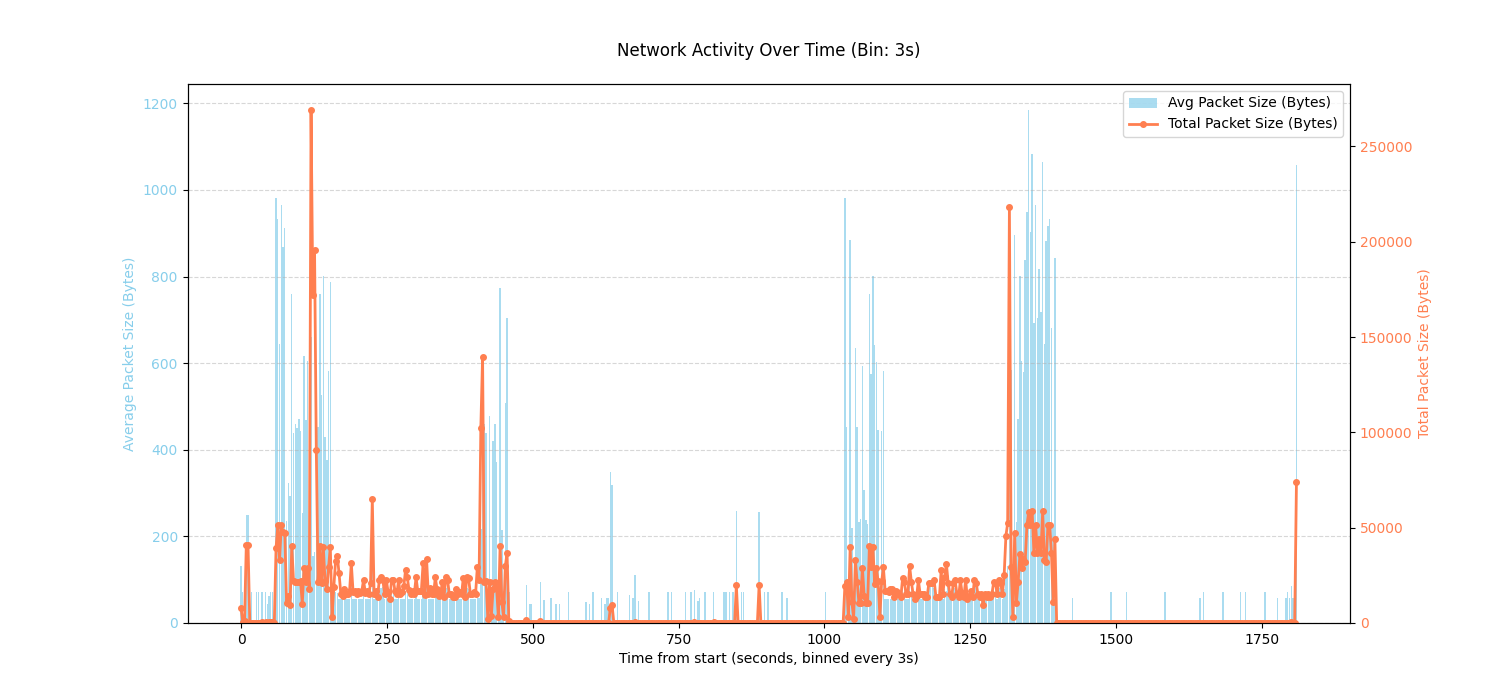 Network Activity Over Time (Bin: 3s)
Avg Packet Size (Bytes)
Total Packet Size (Bytes)
Average Packet Size (Bytes)
1200
1000
800
600
400
200
0
250000
200000
150000
100000
50000
0
Total Packet Size (Bytes)
0 250 500 750 1000 1250 1500 1750
Time from start (seconds, binned every 3s)